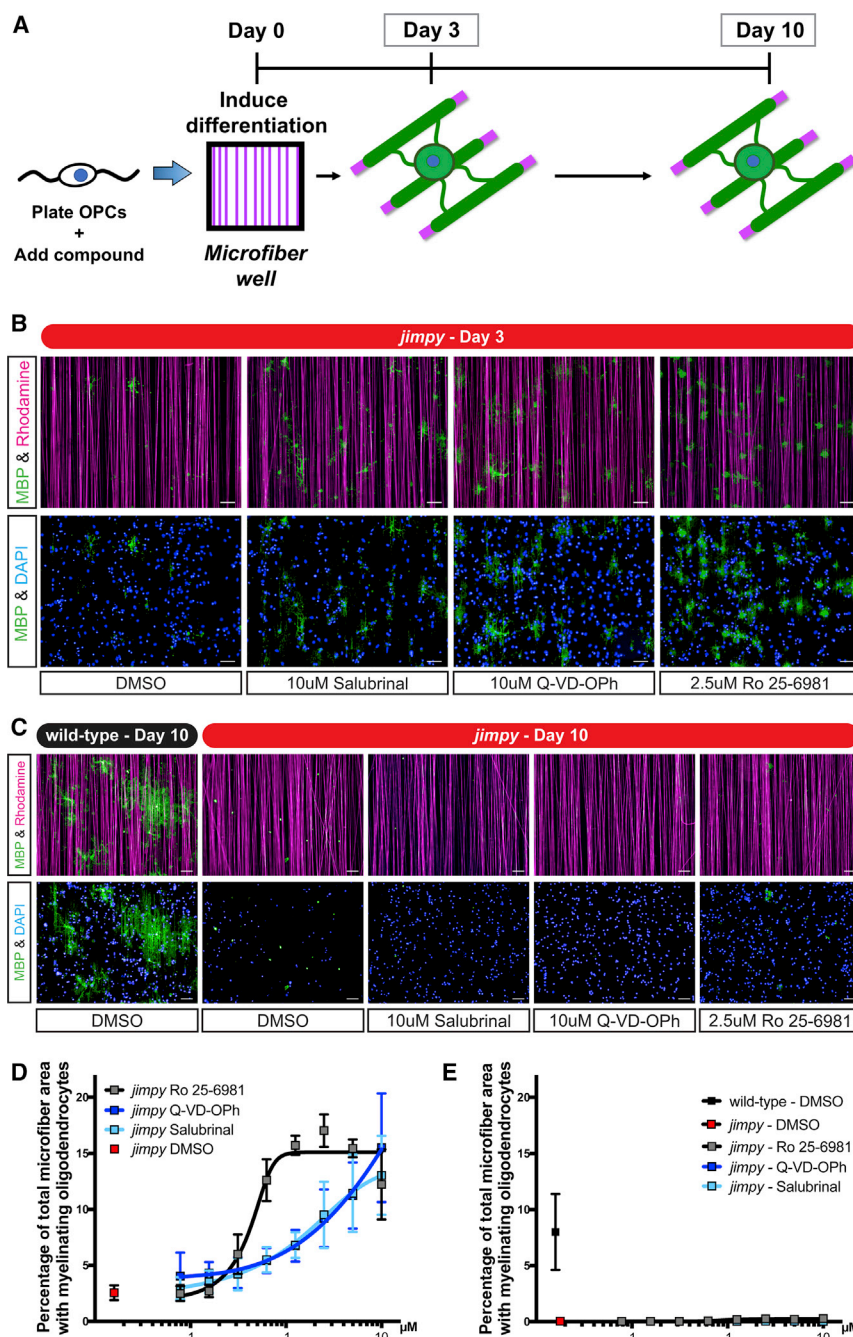 A
Day 0
Day 3
Day 10
Induce
differentiation
Plate OPCs
+
Add compound
Microfiber
well
B
jimpy - Day 3
MBP & Rhodamine
MBP & DAPI
DMSO
10uM Salubrinal
10uM Q-VD-OPh
2.5uM Ro 25-6981
C
wild-type - Day 10
jimpy - Day 10
MBP & Rhodamine
MBP & DAPI
DMSO
DMSO
10uM Salubrinal
10uM Q-VD-OPh
2.5uM Ro 25-6981
D
Percentage of total microfiber area
with myelinating oligodendrocytes
20
15
10
5
0
jimpy Ro 25-6981
jimpy Q-VD-OPh
jimpy Salubrinal
jimpy DMSO
.1
1
10
µM
E
Percentage of total microfiber area
with myelinating oligodendrocytes
20
15
10
5
0
wild-type - DMSO
jimpy - DMSO
jimpy - Ro 25-6981
jimpy - Q-VD-OPh
jimpy - Salubrinal
.1
1
10
µM